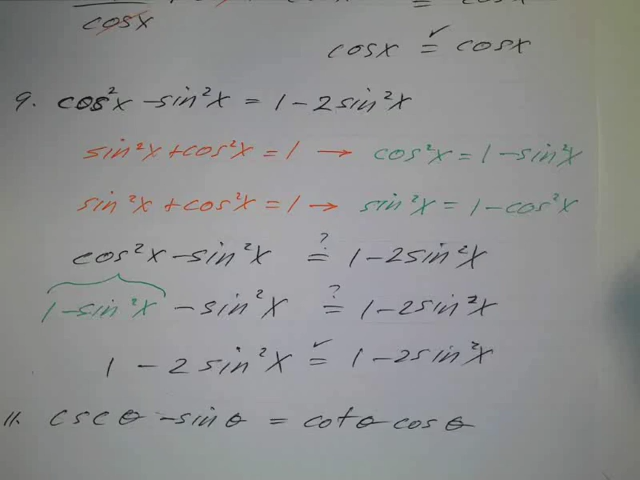 cosx
cosx ≟ cosx
9. cos²x - sin²x = 1 - 2sin²x
sin²x + cos²x = 1 → cos²x = 1 - sin²x
sin²x + cos²x = 1 → sin²x = 1 - cos²x
cos²x - sin²x ≟ 1 - 2sin²x
1 - sin²x - sin²x ≟ 1 - 2sin²x
1 - 2sin²x =✓ 1 - 2sin²x
11. cscθ - sinθ = cotθ cosθ